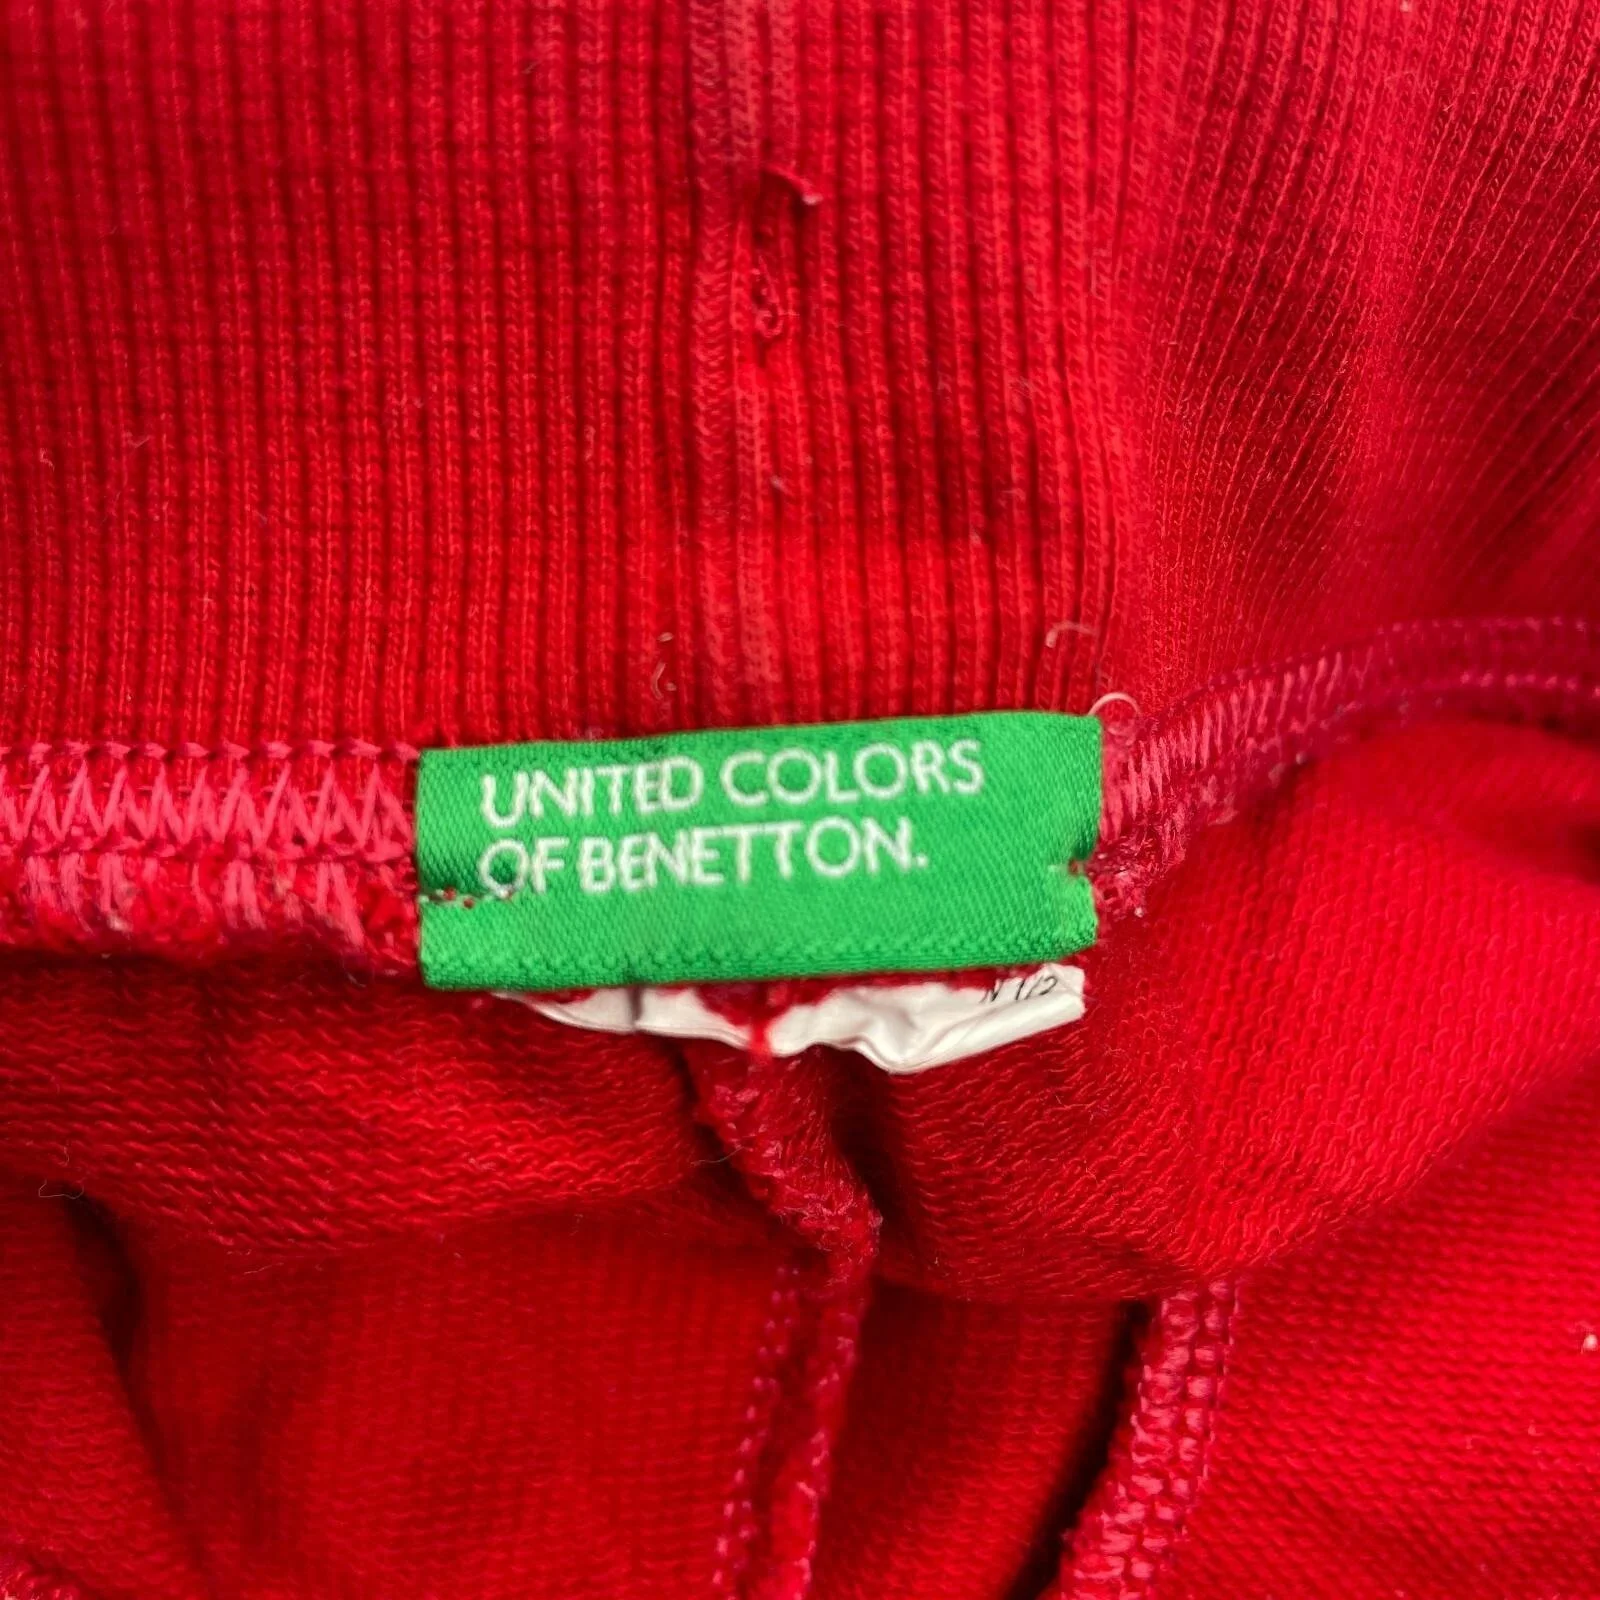 UNITED COLORS
OF BENETTON.